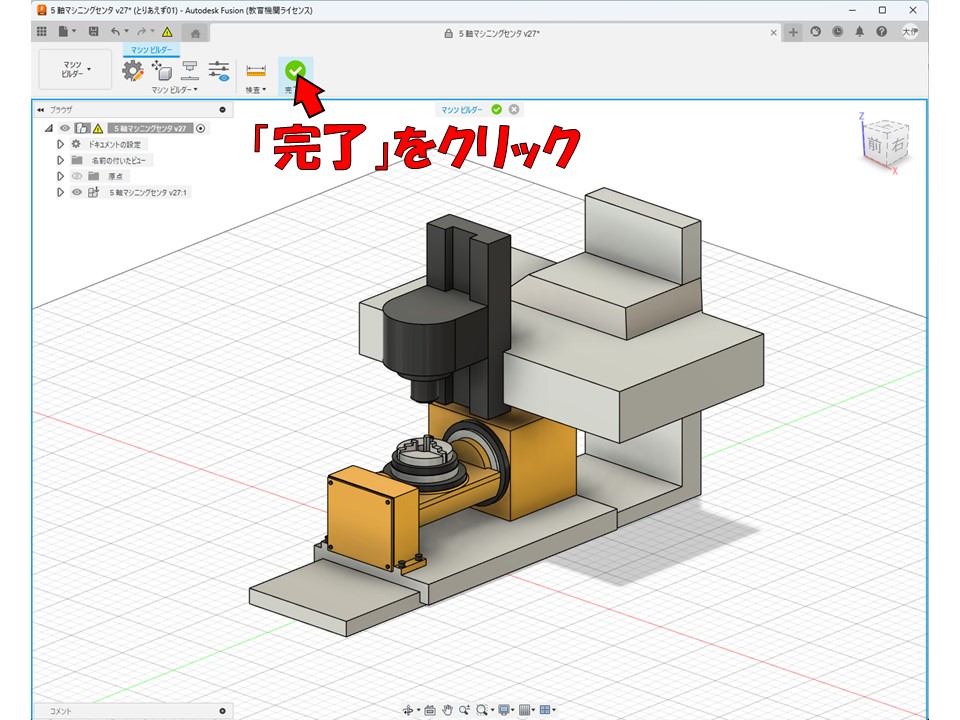 5 軸マシニングセンタ v27* (とりあえず01) - Autodesk Fusion (教育機関ライセンス)
5 軸マシニングセンタ v27*
大伊
マシン ビルダー
マシン
ビルダー
マシン ビルダー
検査
完
「完了」をクリック
ブラウザ
マシン ビルダー
5 軸マシニングセンタ v27
ドキュメントの設定
名前の付いたビュー
原点
5 軸マシニングセンタ v27:1
Z
前
右
X
コメント